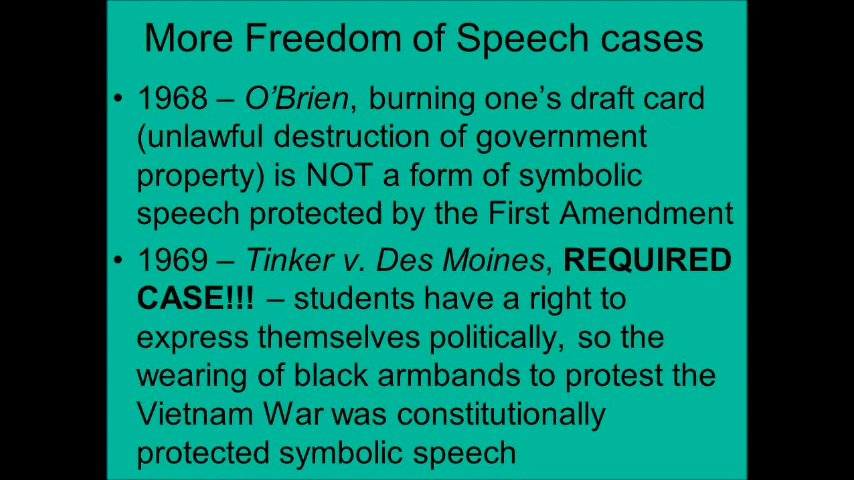 More Freedom of Speech cases
• 1968 – O’Brien, burning one’s draft card
(unlawful destruction of government
property) is NOT a form of symbolic
speech protected by the First Amendment
• 1969 – Tinker v. Des Moines, REQUIRED
CASE!!! – students have a right to
express themselves politically, so the
wearing of black armbands to protest the
Vietnam War was constitutionally
protected symbolic speech